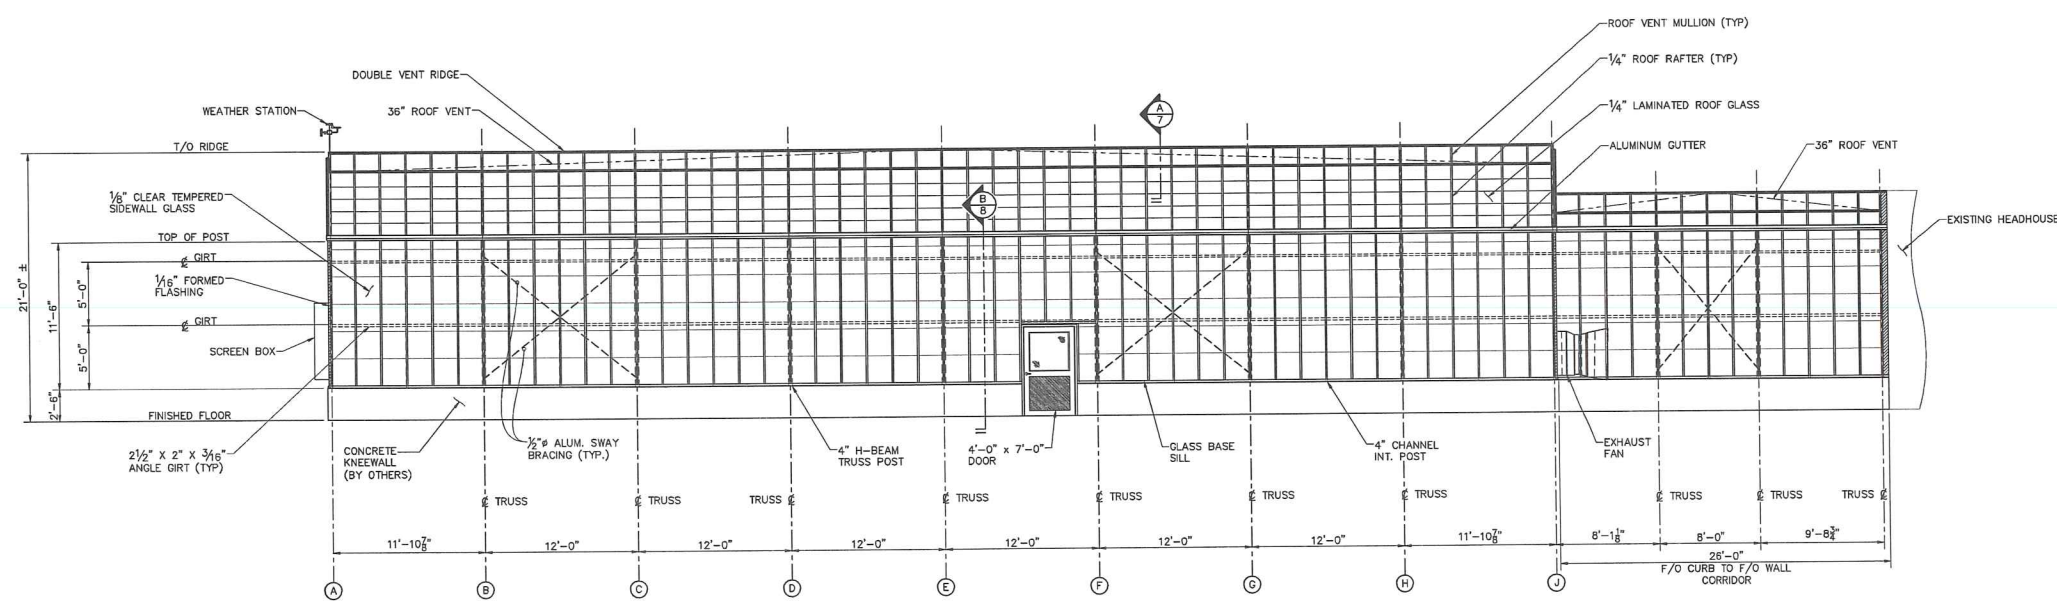 ROOF VENT MULLION (TYP)
1/4" ROOF RAFTER (TYP)
1/4" LAMINATED ROOF GLASS
ALUMINUM GUTTER
36" ROOF VENT
EXISTING HEADHOUSE
DOUBLE VENT RIDGE
36" ROOF VENT
WEATHER STATION
A
7
B
8
T/O RIDGE
1/8" CLEAR TEMPERED
SIDEWALL GLASS
TOP OF POST
GIRT
1/16" FORMED
FLASHING
GIRT
SCREEN BOX
FINISHED FLOOR
21'-0" ±
11'-6"
5'-0"
5'-0"
2'-6"
2 1/2" X 2" X 3/16"
ANGLE GIRT (TYP)
CONCRETE
KNEEWALL
(BY OTHERS)
1/2"ø ALUM. SWAY
BRACING (TYP.)
4" H-BEAM
TRUSS POST
4'-0" x 7'-0"
DOOR
GLASS BASE
SILL
4" CHANNEL
INT. POST
EXHAUST
FAN
℄ TRUSS
℄ TRUSS
TRUSS ℄
℄ TRUSS
℄ TRUSS
℄ TRUSS
℄ TRUSS
℄ TRUSS
℄ TRUSS
TRUSS ℄
11'-10 7/8"
12'-0"
12'-0"
12'-0"
12'-0"
12'-0"
12'-0"
11'-10 7/8"
8'-1 1/8"
8'-0"
9'-8 3/4"
26'-0"
F/O CURB TO F/O WALL
CORRIDOR
A
B
C
D
E
F
G
H
J